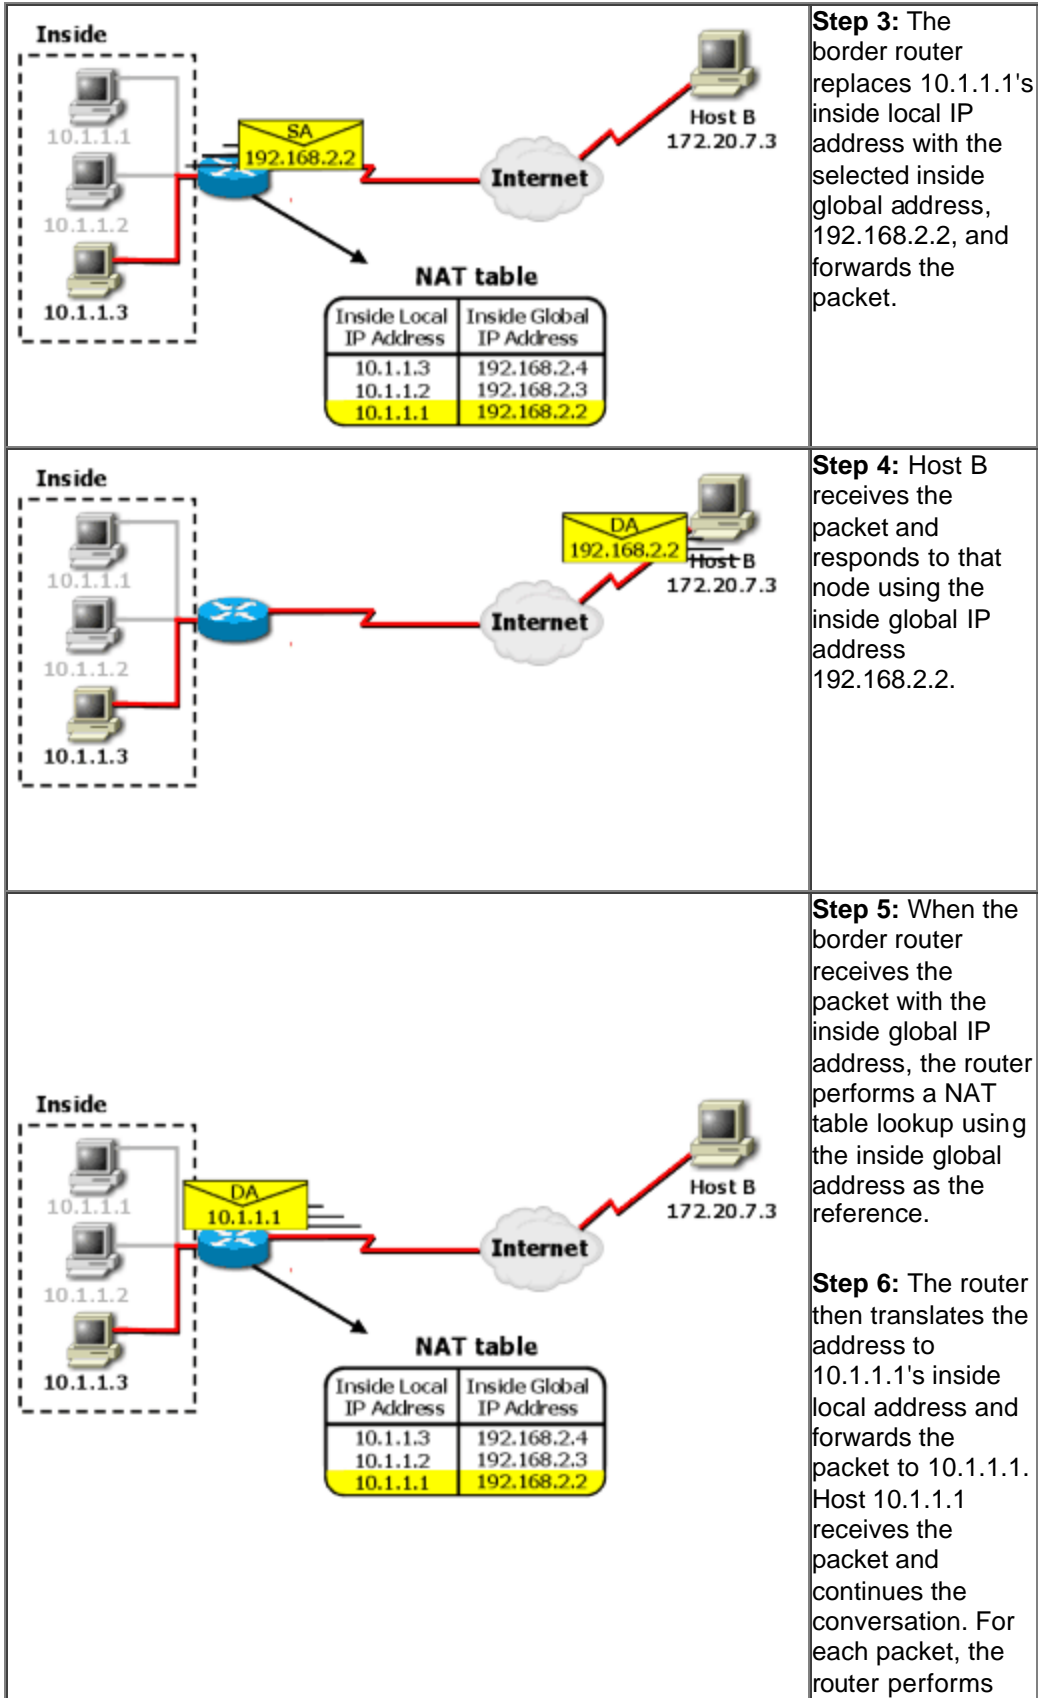 Inside
10.1.1.1
10.1.1.2
10.1.1.3
SA
192.168.2.2
Internet
Host B
172.20.7.3
NAT table
Inside Local IP Address
Inside Global IP Address
10.1.1.3 192.168.2.4
10.1.1.2 192.168.2.3
10.1.1.1 192.168.2.2
Step 3: The
border router
replaces 10.1.1.1's
inside local IP
address with the
selected inside
global address,
192.168.2.2, and
forwards the
packet.
Inside
10.1.1.1
10.1.1.2
10.1.1.3
Internet
DA
192.168.2.2
Host B
172.20.7.3
Step 4: Host B
receives the
packet and
responds to that
node using the
inside global IP
address
192.168.2.2.
Inside
10.1.1.1
10.1.1.2
10.1.1.3
DA
10.1.1.1
Internet
Host B
172.20.7.3
NAT table
Inside Local IP Address
Inside Global IP Address
10.1.1.3 192.168.2.4
10.1.1.2 192.168.2.3
10.1.1.1 192.168.2.2
Step 5: When the
border router
receives the
packet with the
inside global IP
address, the router
performs a NAT
table lookup using
the inside global
address as the
reference.
Step 6: The router
then translates the
address to
10.1.1.1's inside
local address and
forwards the
packet to 10.1.1.1.
Host 10.1.1.1
receives the
packet and
continues the
conversation. For
each packet, the
router performs